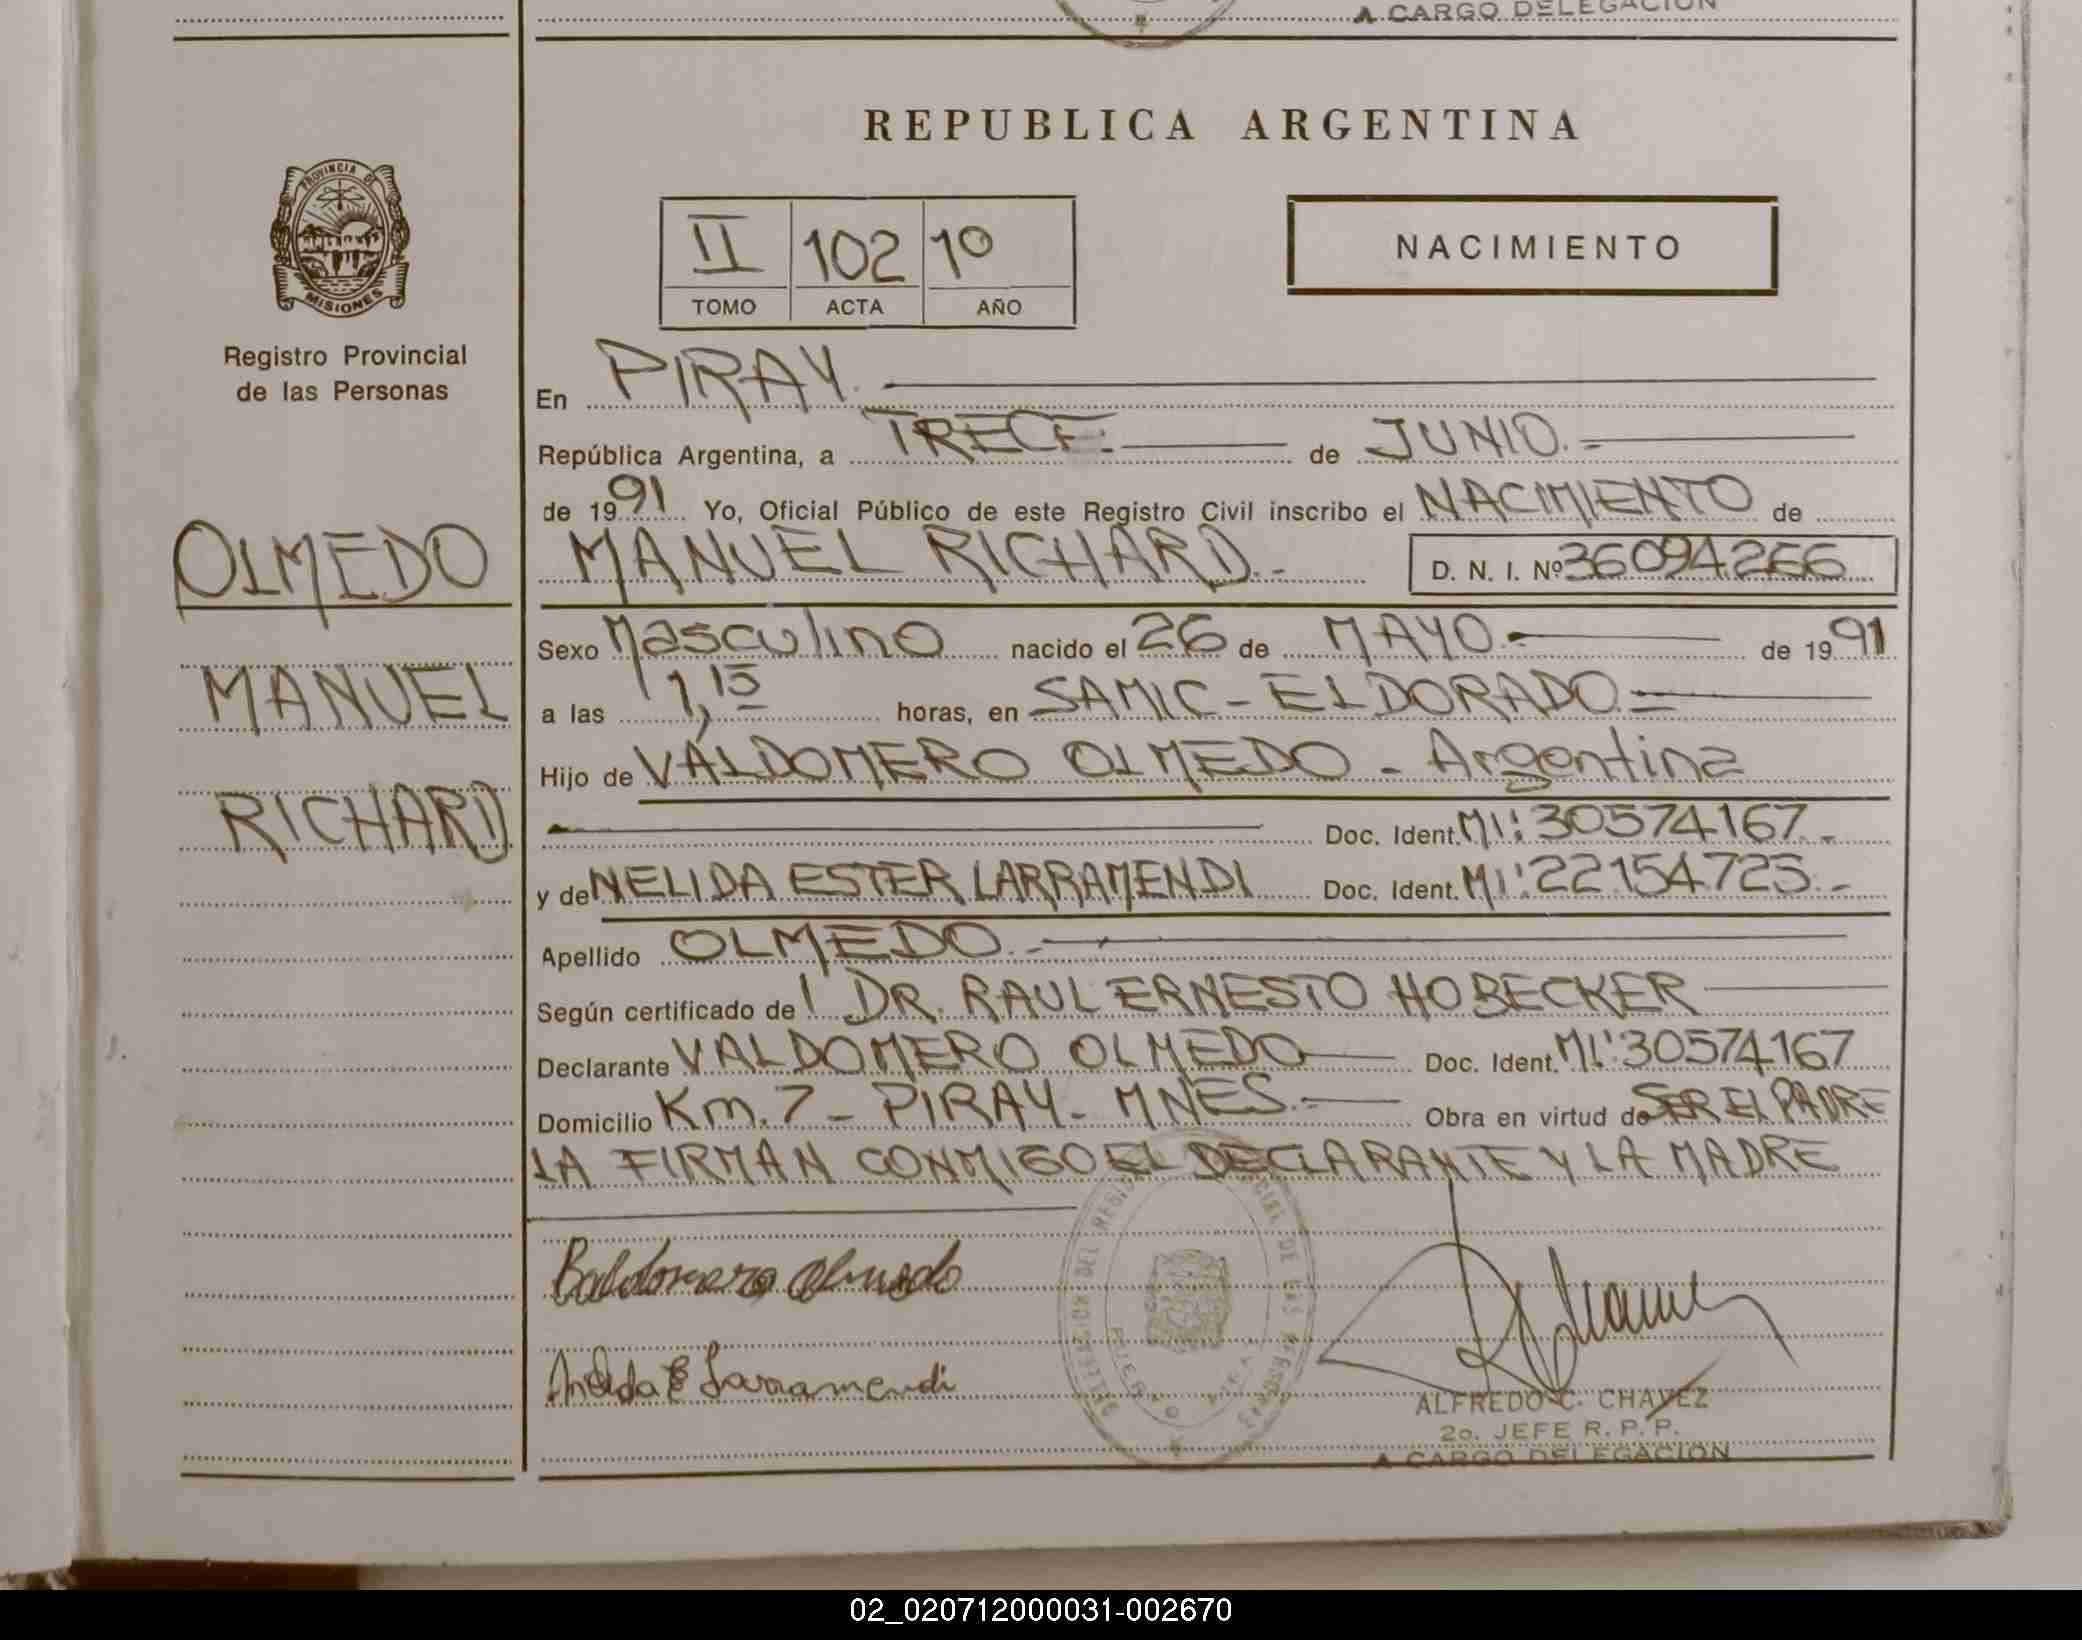 A CARGO DELEGACION
REPUBLICA ARGENTINA
PROVINCIA DE
MISIONES
Registro Provincial
de las Personas
II 102 1º
TOMO ACTA AÑO
NACIMIENTO
En PIRAY.
República Argentina, a TRECE.- de JUNIO.-
de 1991 Yo, Oficial Público de este Registro Civil inscribo el NACIMIENTO de
MANUEL RICHARD.- D. N. I. Nº 36094266
OLMEDO
MANUEL
RICHARD
Sexo Masculino nacido el 26 de MAYO.- de 1991
a las 1,15 horas, en SAMIC - ELDORADO.-
Hijo de VALDOMERO OLMEDO - Argentina
Doc. Ident. MI: 30574167.-
y de NELIDA ESTER LARRAMENDI Doc. Ident. MI: 22154725.-
Apellido OLMEDO.-
Según certificado del DR. RAUL ERNESTO HOBECKER
Declarante VALDOMERO OLMEDO Doc. Ident. MI: 30574167
Domicilio Km. 7 - PIRAY - MNES.- Obra en virtud de SER EL PADRE
LA FIRMAN CONMIGO EL DECLARANTE Y LA MADRE
Baldomero Olmedo
E Larramendi
ALFREDO C. CHAVEZ
2o. JEFE R. P. P.
A CARGO DELEGACION
02_020712000031-002670